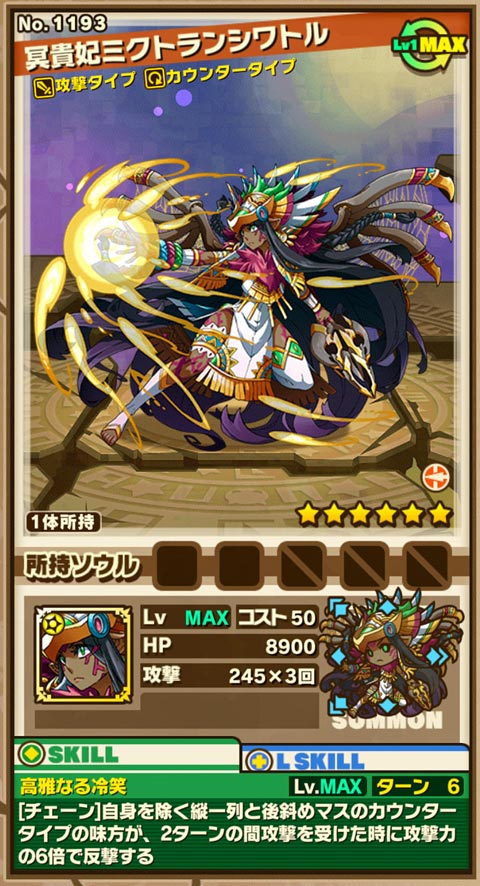 No.1193
冥貴妃ミクトランシワトル
Lv1 MAX
攻撃タイプ カウンタータイプ
1体所持
所持ソウル
Lv MAX コスト 50
HP 8900
攻撃 245×3回
SUMMON
SKILL
L SKILL
高雅なる冷笑 Lv.MAX ターン 6
[チェーン]自身を除く縦一列と後斜めマスのカウンター
タイプの味方が、2ターンの間攻撃を受けた時に攻撃力
の6倍で反撃する